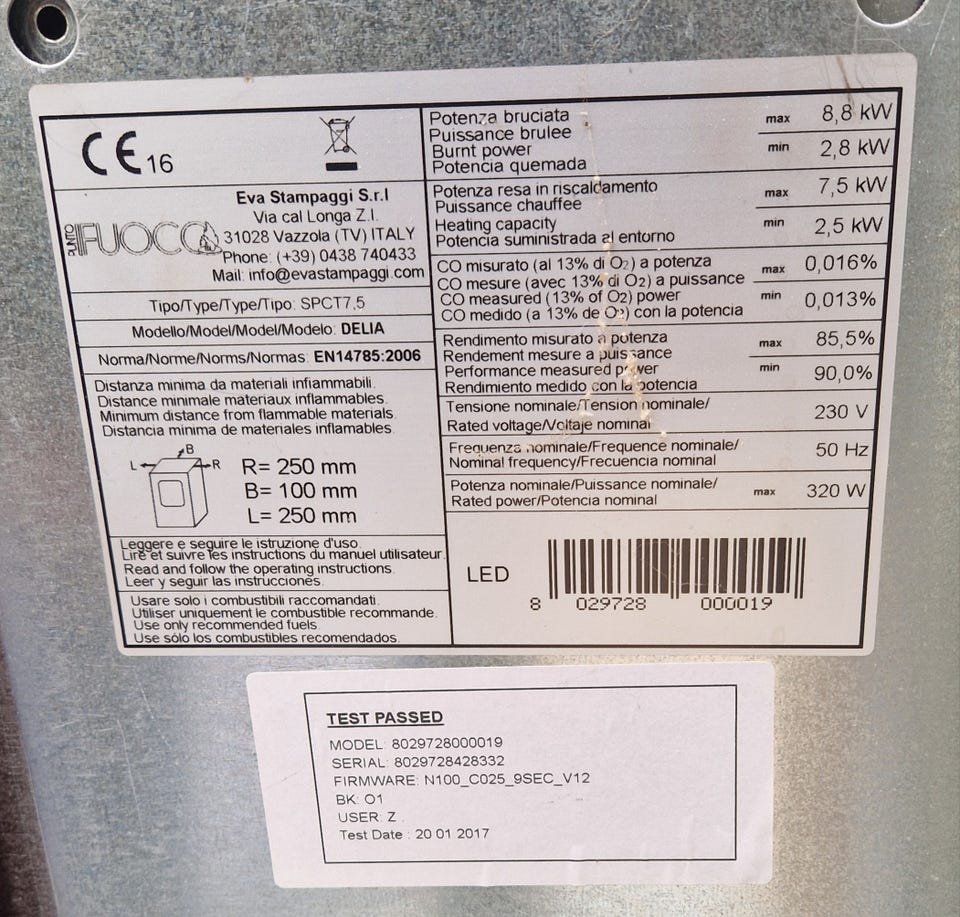 CE 16
PUNTO FUOCO
Eva Stampaggi S.r.l
Via cal Longa Z.I.
31028 Vazzola (TV) ITALY
Phone: (+39) 0438 740433
Mail: info@evastampaggi.com
Tipo/Type/Type/Tipo: SPCT7,5
Modello/Model/Model/Modelo: DELIA
Norma/Norme/Norms/Normas: EN14785:2006
Distanza minima da materiali infiammabili.
Distance minimale materiaux inflammables.
Minimum distance from flammable materials.
Distancia minima de materiales inflamables.
B
L
R
R= 250 mm
B= 100 mm
L= 250 mm
Leggere e seguire le istruzione d'uso.
Lire et suivre les instructions du manuel utilisateur.
Read and follow the operating instructions.
Leer y seguir las instrucciones.
Usare solo i combustibili raccomandati.
Utiliser uniquement le combustible recommande.
Use only recommended fuels.
Use sólo los combustibles recomendados.
Potenza bruciata
Puissance brulee
Burnt power
Potencia quemada
max 8,8 kW
min 2,8 kW
Potenza resa in riscaldamento
Puissance chauffee
Heating capacity
Potencia suministrada al entorno
max 7,5 kW
min 2,5 kW
CO misurato (al 13% di O2) a potenza
CO mesure (avec 13% di O2) a puissance
CO measured (13% of O2) power
CO medido (a 13% de O2) con la potencia
max 0,016%
min 0,013%
Rendimento misurato a potenza
Rendement mesure a puissance
Performance measured power
Rendimiento medido con la potencia
max 85,5%
min 90,0%
Tensione nominale/Tension nominale/
Rated voltage/Voltaje nominal
230 V
Frequenza nominale/Frequence nominale/
Nominal frequency/Frecuencia nominal
50 Hz
Potenza nominale/Puissance nominale/
Rated power/Potencia nominal
max 320 W
LED
8 029728 000019
TEST PASSED
MODEL: 8029728000019
SERIAL: 8029728428332
FIRMWARE: N100_C025_9SEC_V12
BK: O1
USER: Z .
Test Date : 20 01 2017